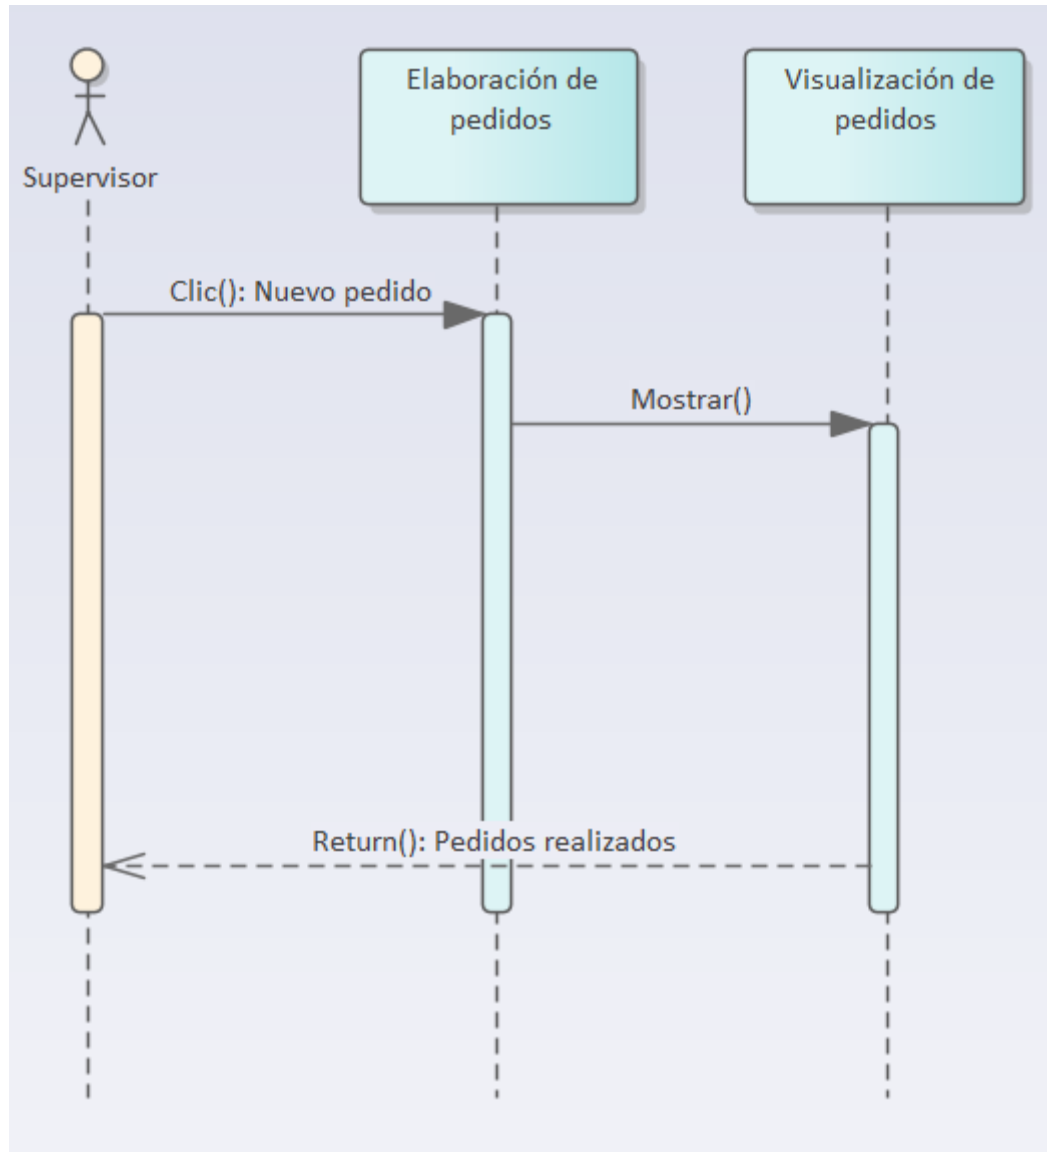 Elaboración de
pedidos
Visualización de
pedidos
Supervisor
Clic(): Nuevo pedido
Mostrar()
Return(): Pedidos realizados